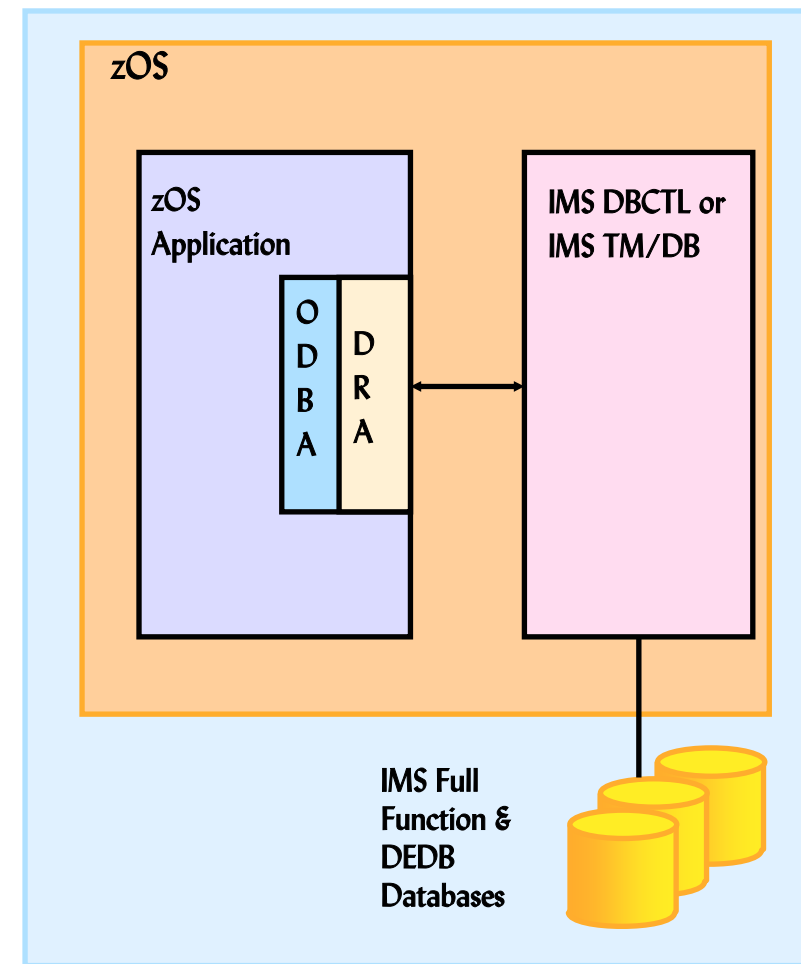 zOS
zOS
Application
IMS DBCTL or
IMS TM/DB
O
D
B
A
D
R
A
IMS Full
Function &
DEDB
Databases